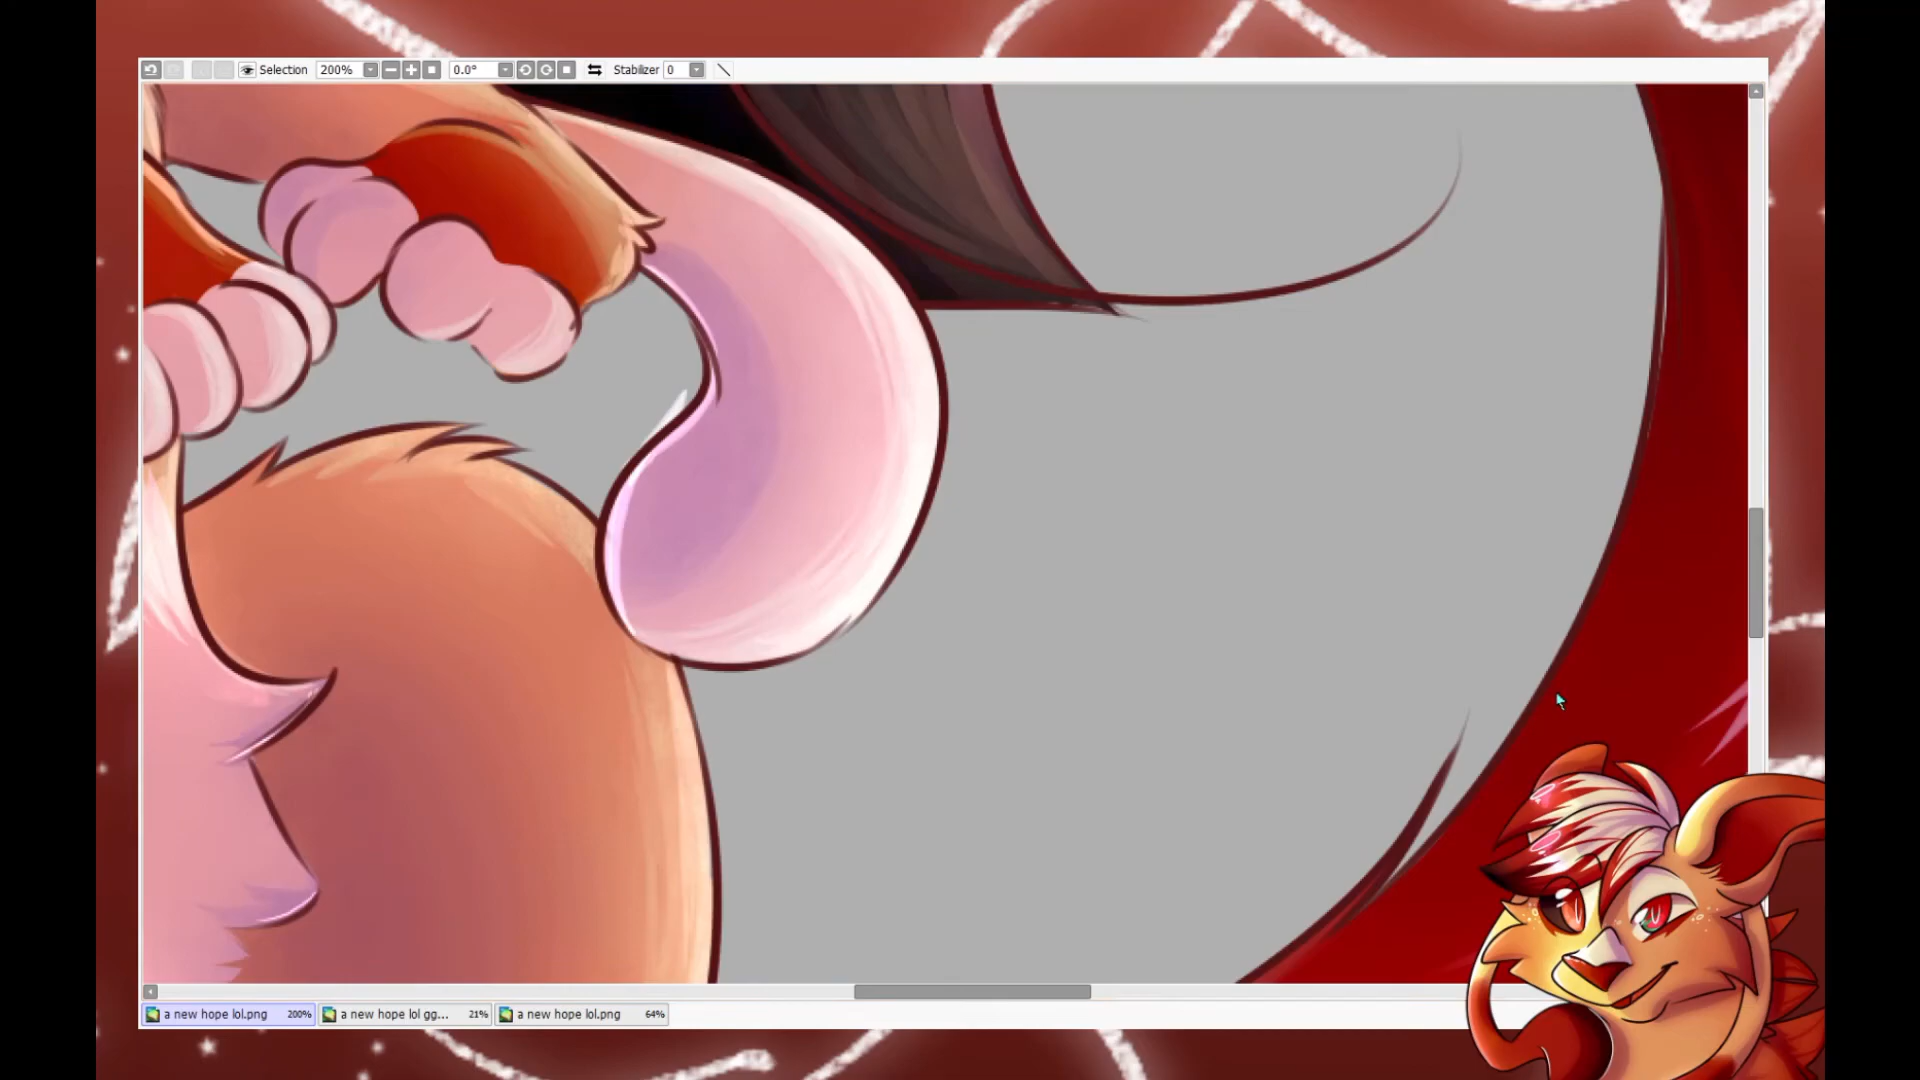 Selection 200% 0.0° Stabilizer 0
a new hope lol.png 200% a new hope lol gg... 21% a new hope lol.png 64%